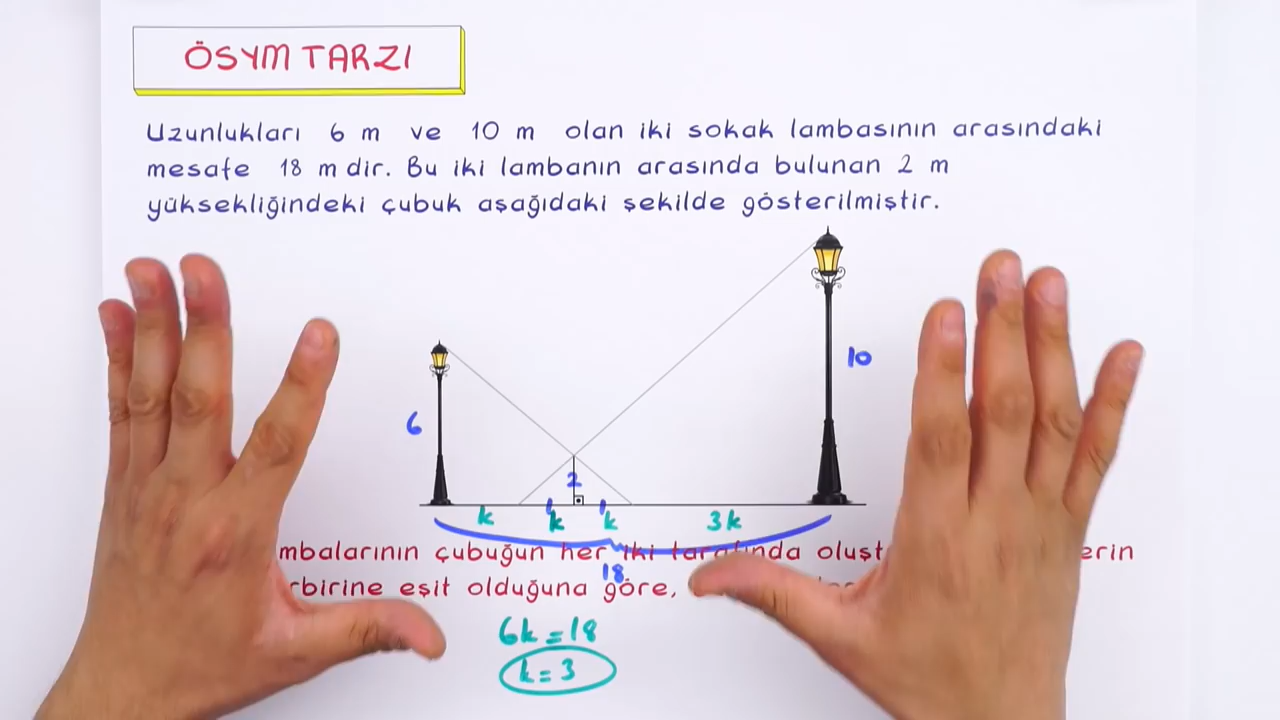 ÖSYM TARZI
Uzunlukları 6 m ve 10 m olan iki sokak lambasının arasındaki
mesafe 18 m dir. Bu iki lambanın arasında bulunan 2 m
yüksekliğindeki çubuk aşağıdaki şekilde gösterilmiştir.
10
6
2
k k k 3k
mbalarının çubuğun her iki tarafında oluşt erin
18
rbirine eşit olduğuna göre,
6k = 18
k = 3